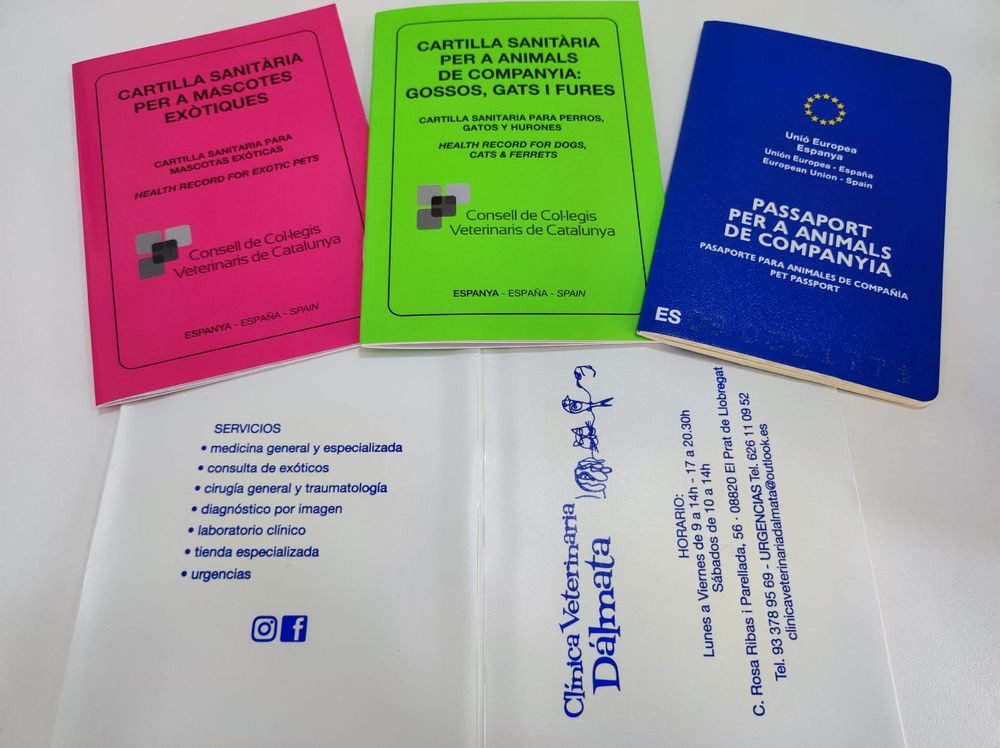 CARTILLA SANITÀRIA
PER A MASCOTES
EXÒTIQUES
CARTILLA SANITARIA PARA
MASCOTAS EXÓTICAS
HEALTH RECORD FOR EXOTIC PETS
Consell de Col·legis
Veterinaris de Catalunya
ESPANYA - ESPAÑA - SPAIN
CARTILLA SANITÀRIA
PER A ANIMALS
DE COMPANYIA:
GOSSOS, GATS I FURES
CARTILLA SANITARIA PARA PERROS,
GATOS Y HURONES
HEALTH RECORD FOR DOGS,
CATS & FERRETS
Consell de Col·legis
Veterinaris de Catalunya
ESPANYA - ESPAÑA - SPAIN
Unió Europea
Espanya
Unión Europea - España
European Union - Spain
PASSAPORT
PER A ANIMALS
DE COMPANYIA
PASAPORTE PARA ANIMALES DE COMPAÑÍA
PET PASSPORT
ES
SERVICIOS
• medicina general y especializada
• consulta de exóticos
• cirugía general y traumatología
• diagnóstico por imagen
• laboratorio clínico
• tienda especializada
• urgencias
Clínica Veterinaria
Dálmata
HORARIO:
Lunes a Viernes de 9 a 14h - 17 a 20.30h
Sábados de 10 a 14h
C. Rosa Ribas i Parellada, 56 · 08820 El Prat de Llobregat
Tel. 93 378 95 69 - URGENCIAS Tel. 626 11 09 52
clinicaveterinariadalmata@outlook.es